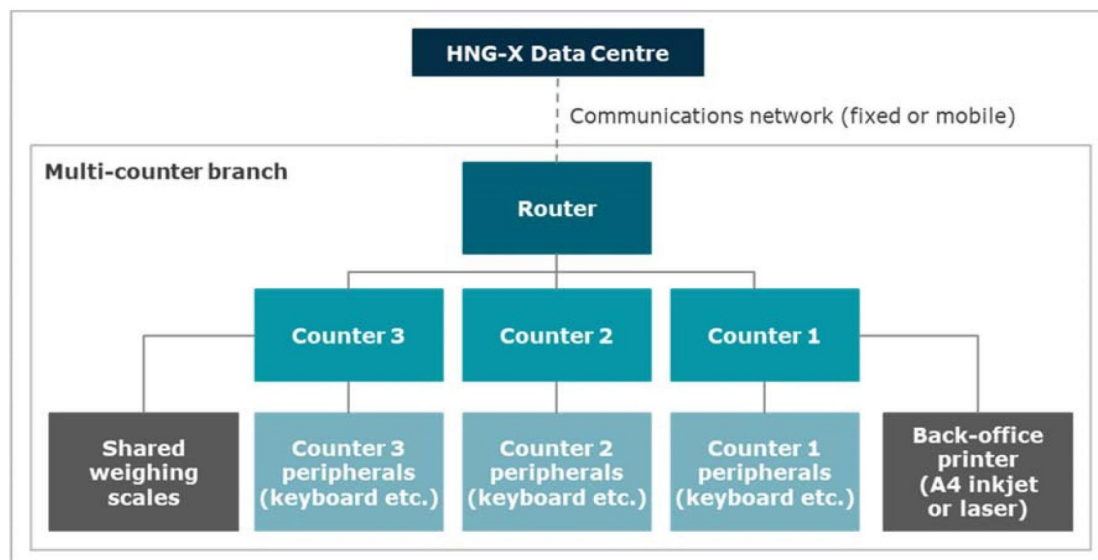 HNG-X Data Centre
Communications network (fixed or mobile)
Multi-counter branch
Router
Counter 3
Counter 2
Counter 1
Shared
weighing
scales
Counter 3
peripherals
(keyboard etc.)
Counter 2
peripherals
(keyboard etc.)
Counter 1
peripherals
(keyboard etc.)
Back-office
printer
(A4 inkjet
or laser)